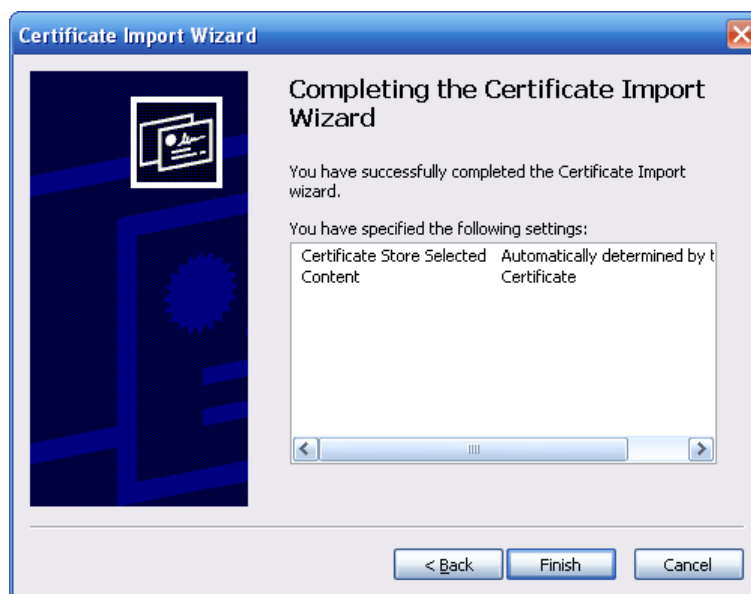 Certificate Import Wizard
Completing the Certificate Import
Wizard
You have successfully completed the Certificate Import
wizard.
You have specified the following settings:
Certificate Store Selected Automatically determined by t
Content Certificate
< Back Finish Cancel